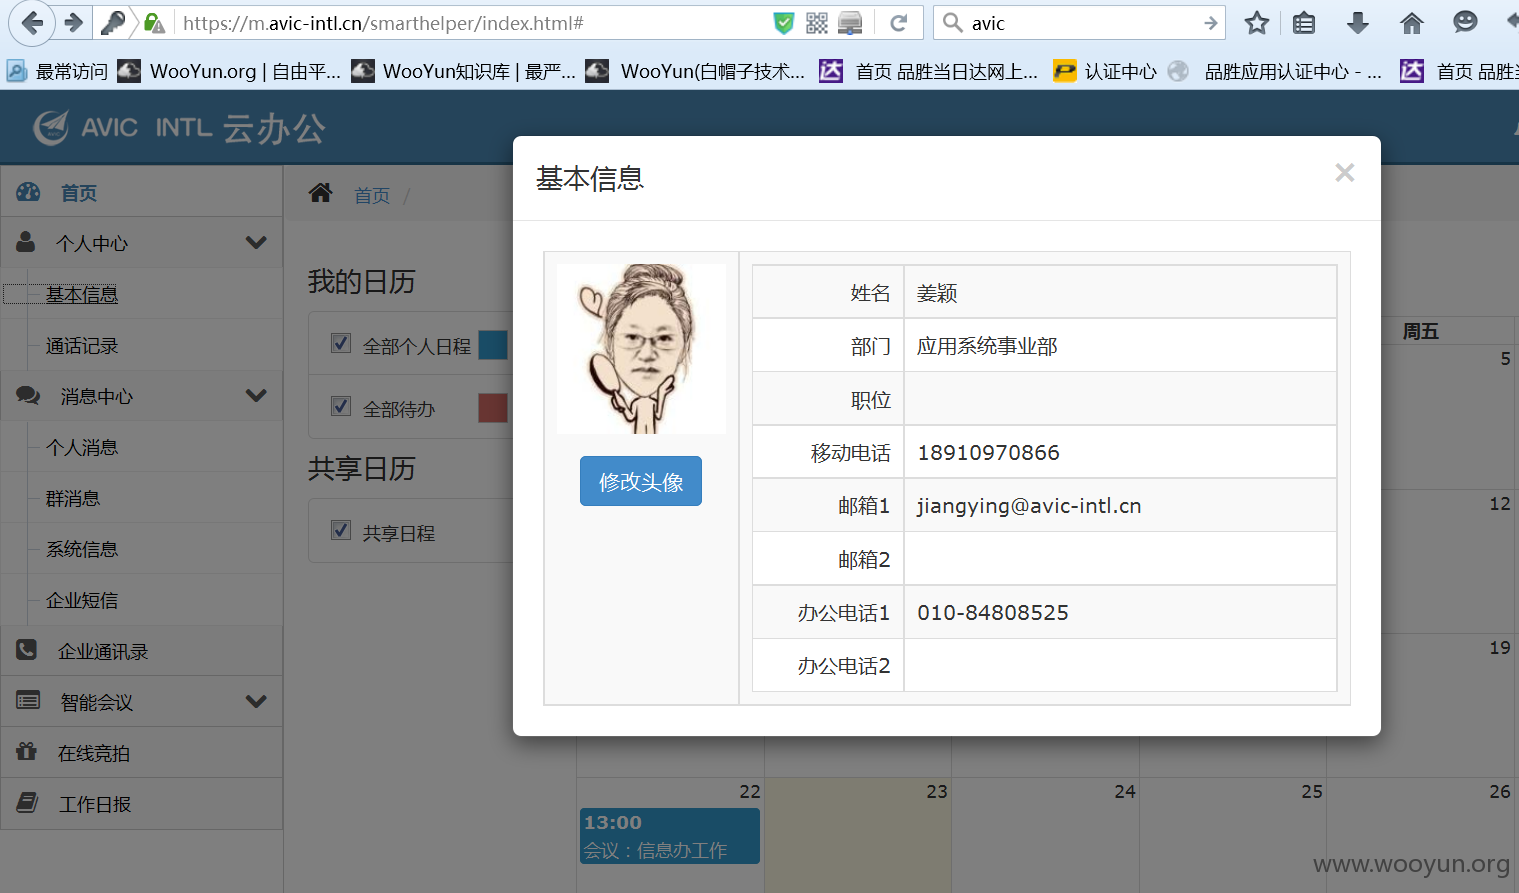 https://m.avic-intl.cn/smarthelper/index.html#
avic
最常访问
WooYun.org | 自由平...
WooYun知识库 | 最严...
WooYun(白帽子技术...
首页 品胜当日达网上...
认证中心
品胜应用认证中心 - ...
首页 品胜当
AVIC INTL 云办公
首页
个人中心
基本信息
通话记录
消息中心
个人消息
群消息
系统信息
企业短信
企业通讯录
智能会议
在线竞拍
工作日报
首页 /
我的日历
全部个人日程
全部待办
共享日历
共享日程
基本信息
×
修改头像
姓名 姜颖
部门 应用系统事业部
职位
移动电话 18910970866
邮箱1 jiangying@avic-intl.cn
邮箱2
办公电话1 010-84808525
办公电话2
周五
5
12
19
22
23
24
25
26
13:00
会议：信息办工作
www.wooyun.org